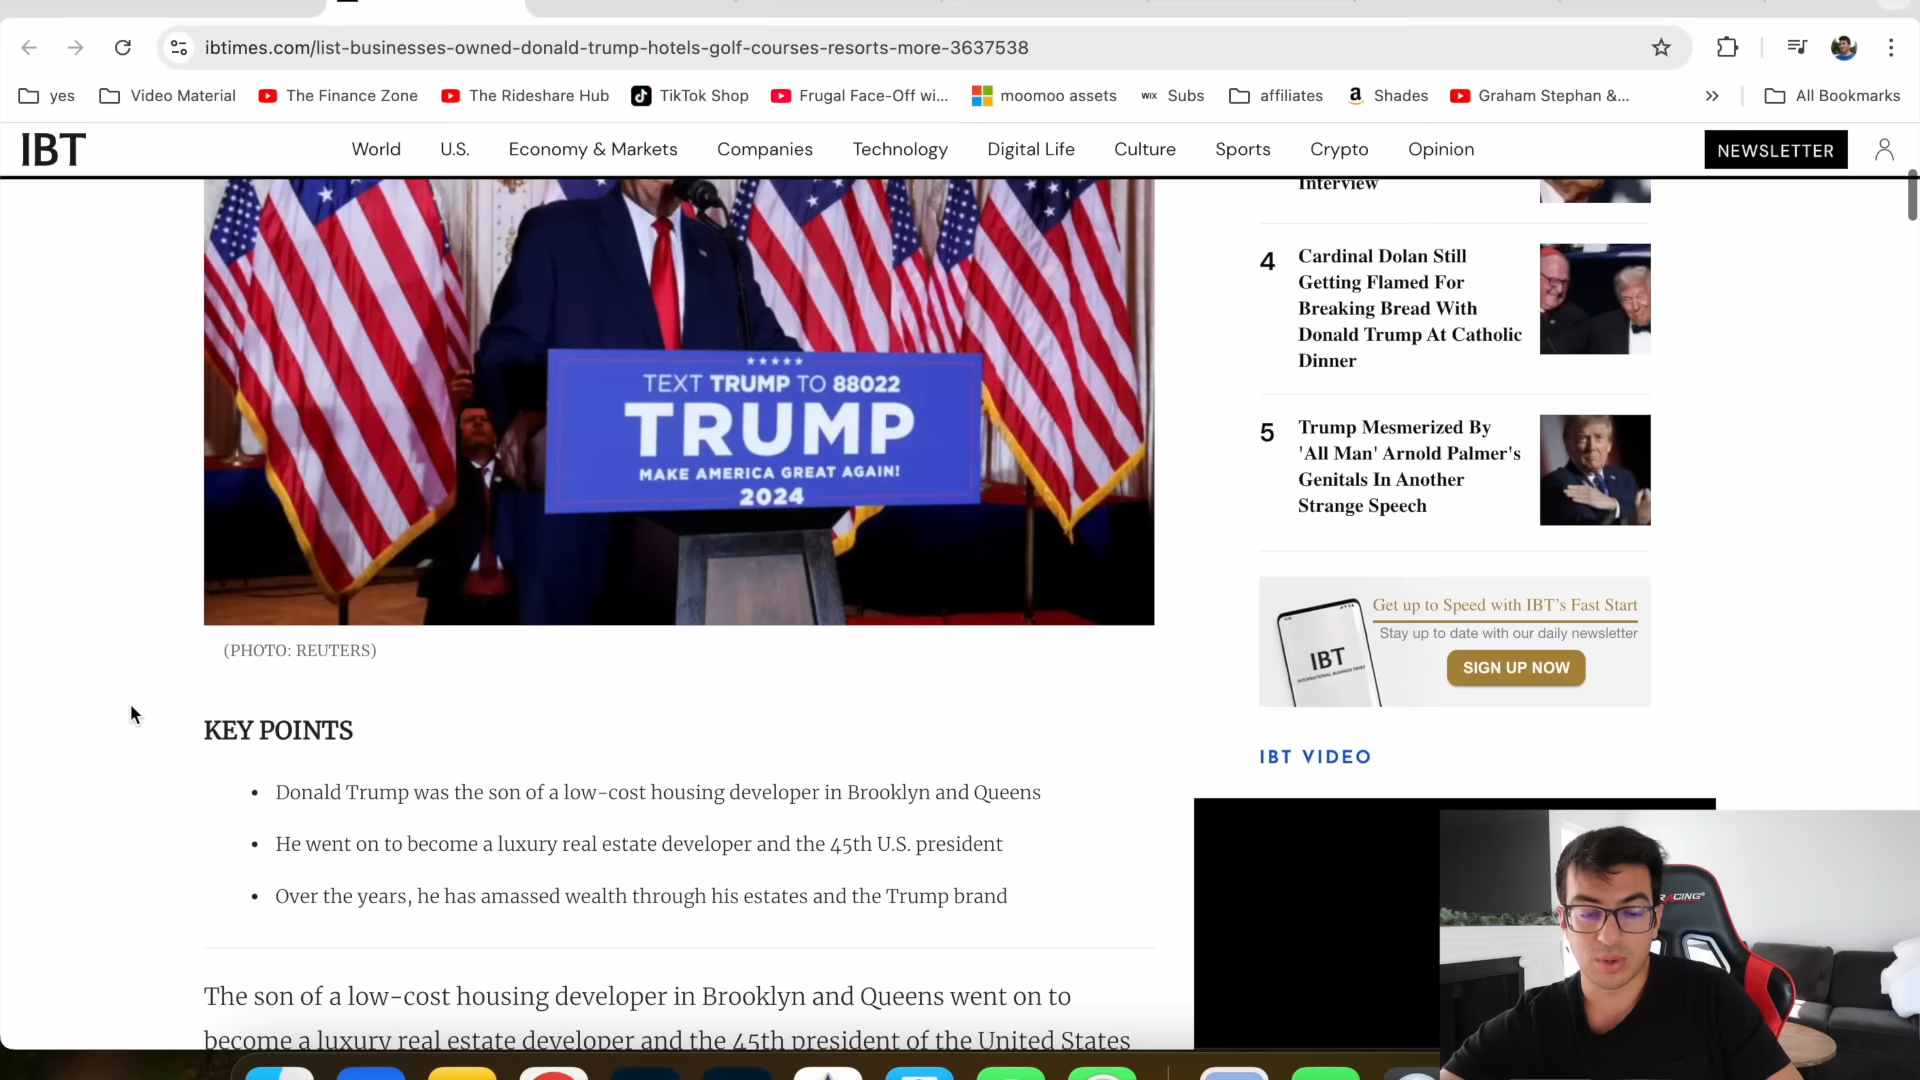 ibtimes.com/list-businesses-owned-donald-trump-hotels-golf-courses-resorts-more-3637538
yes
Video Material
The Finance Zone
The Rideshare Hub
TikTok Shop
Frugal Face-Off wi...
moomoo assets
WIX Subs
affiliates
a Shades
Graham Stephan &...
All Bookmarks
IBT
World
U.S.
Economy & Markets
Companies
Technology
Digital Life
Culture
Sports
Crypto
Opinion
NEWSLETTER
TEXT TRUMP TO 88022
TRUMP
MAKE AMERICA GREAT AGAIN!
2024
(PHOTO: REUTERS)
KEY POINTS
• Donald Trump was the son of a low-cost housing developer in Brooklyn and Queens
• He went on to become a luxury real estate developer and the 45th U.S. president
• Over the years, he has amassed wealth through his estates and the Trump brand
The son of a low-cost housing developer in Brooklyn and Queens went on to
become a luxury real estate developer and the 45th president of the United States
Interview
4
Cardinal Dolan Still
Getting Flamed For
Breaking Bread With
Donald Trump At Catholic
Dinner
5
Trump Mesmerized By
'All Man' Arnold Palmer's
Genitals In Another
Strange Speech
Get up to Speed with IBT's Fast Start
Stay up to date with our daily newsletter
IBT
SIGN UP NOW
IBT VIDEO
RACING